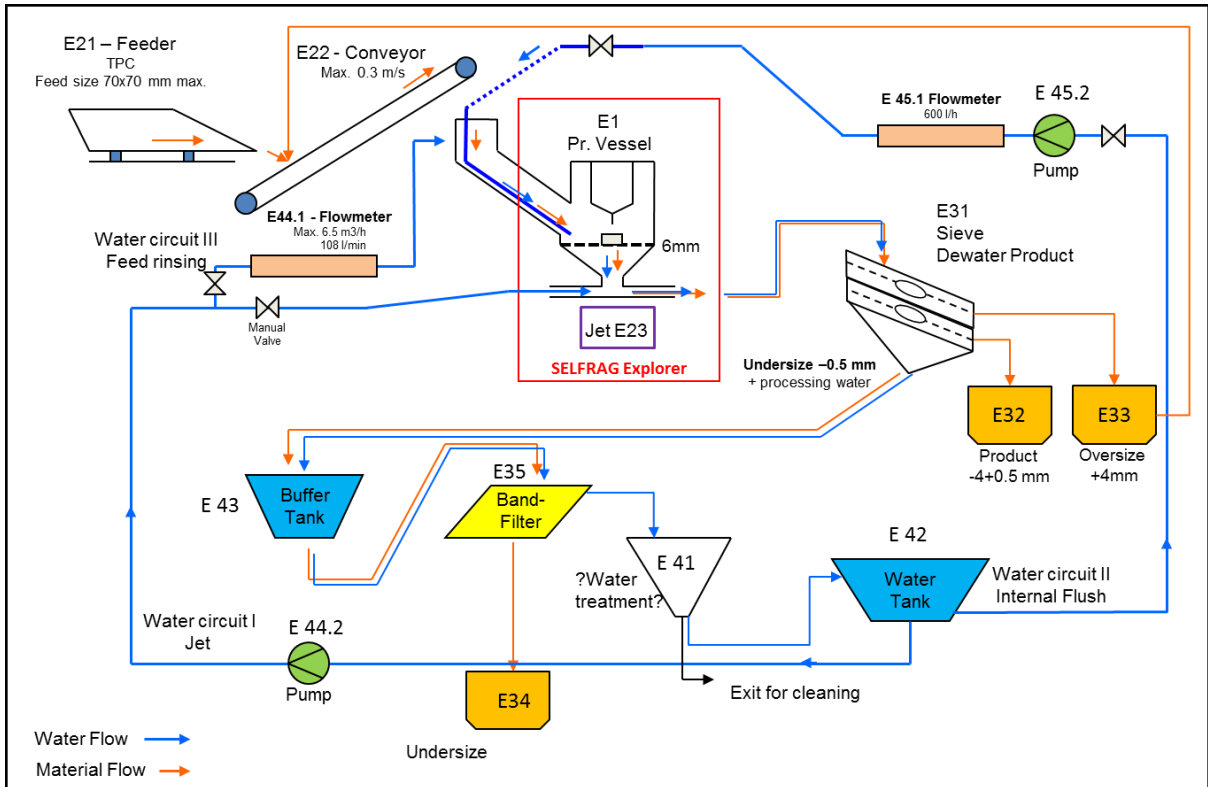 E21 – Feeder
TPC
Feed size 70x70 mm max.
E22 - Conveyor
Max. 0.3 m/s
E1
Pr. Vessel
E 45.1 Flowmeter
600 l/h
E 45.2
Pump
E44.1 - Flowmeter
Max. 6.5 m3/h
108 l/min
Water circuit III
Feed rinsing
6mm
E31
Sieve
Dewater Product
Manual
Valve
Jet E23
SELFRAG Explorer
Undersize –0.5 mm
+ processing water
E32
Product
-4+0.5 mm
E33
Oversize
+4mm
E 43
Buffer
Tank
E35
Band-
Filter
E 41
?Water
treatment?
E 42
Water
Tank
Water circuit II
Internal Flush
Water circuit I
Jet
E 44.2
Pump
E34
Undersize
Exit for cleaning
Water Flow
Material Flow